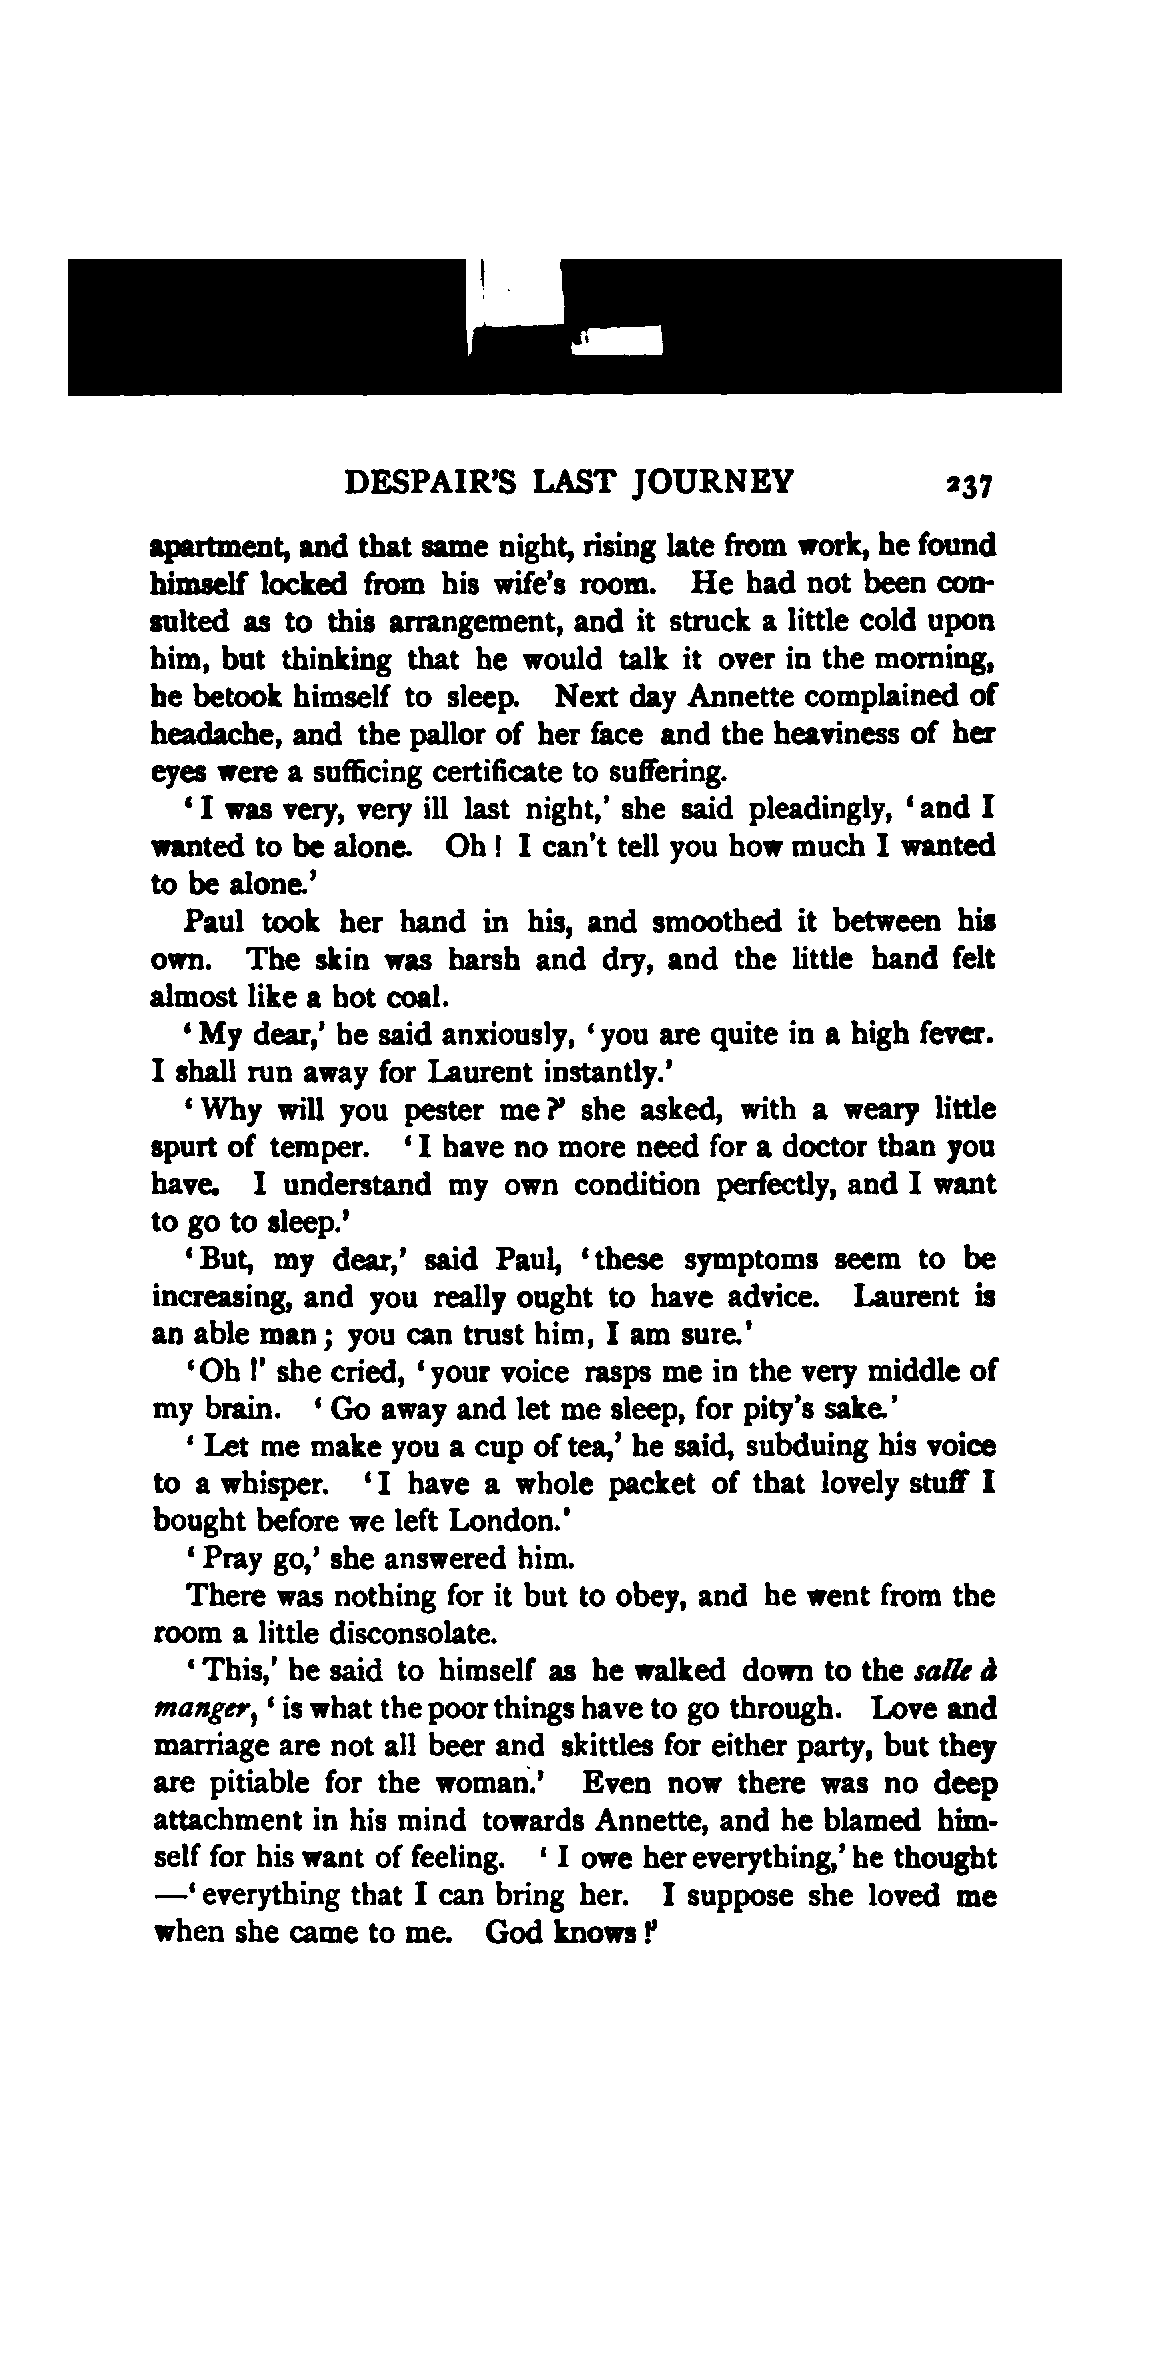 DESPAIR'S LAST JOURNEY 237
apartment, and that same night, rising late from work, he found
himself locked from his wife's room. He had not been con-
sulted as to this arrangement, and it struck a little cold upon
him, but thinking that he would talk it over in the morning,
he betook himself to sleep. Next day Annette complained of
headache, and the pallor of her face and the heaviness of her
eyes were a sufficing certificate to suffering.
‘I was very, very ill last night,’ she said pleadingly, ‘and I
wanted to be alone. Oh! I can't tell you how much I wanted
to be alone.’
Paul took her hand in his, and smoothed it between his
own. The skin was harsh and dry, and the little hand felt
almost like a hot coal.
‘My dear,’ he said anxiously, ‘you are quite in a high fever.
I shall run away for Laurent instantly.’
‘Why will you pester me?’ she asked, with a weary little
spurt of temper. ‘I have no more need for a doctor than you
have. I understand my own condition perfectly, and I want
to go to sleep.’
‘But, my dear,’ said Paul, ‘these symptoms seem to be
increasing, and you really ought to have advice. Laurent is
an able man; you can trust him, I am sure.’
‘Oh!’ she cried, ‘your voice rasps me in the very middle of
my brain. ‘Go away and let me sleep, for pity's sake.’
‘Let me make you a cup of tea,’ he said, subduing his voice
to a whisper. ‘I have a whole packet of that lovely stuff I
bought before we left London.’
‘Pray go,’ she answered him.
There was nothing for it but to obey, and he went from the
room a little disconsolate.
‘This,’ he said to himself as he walked down to the salle à
manger, ‘is what the poor things have to go through. Love and
marriage are not all beer and skittles for either party, but they
are pitiable for the woman.’ Even now there was no deep
attachment in his mind towards Annette, and he blamed him-
self for his want of feeling. ‘I owe her everything,’ he thought
—‘everything that I can bring her. I suppose she loved me
when she came to me. God knows!’